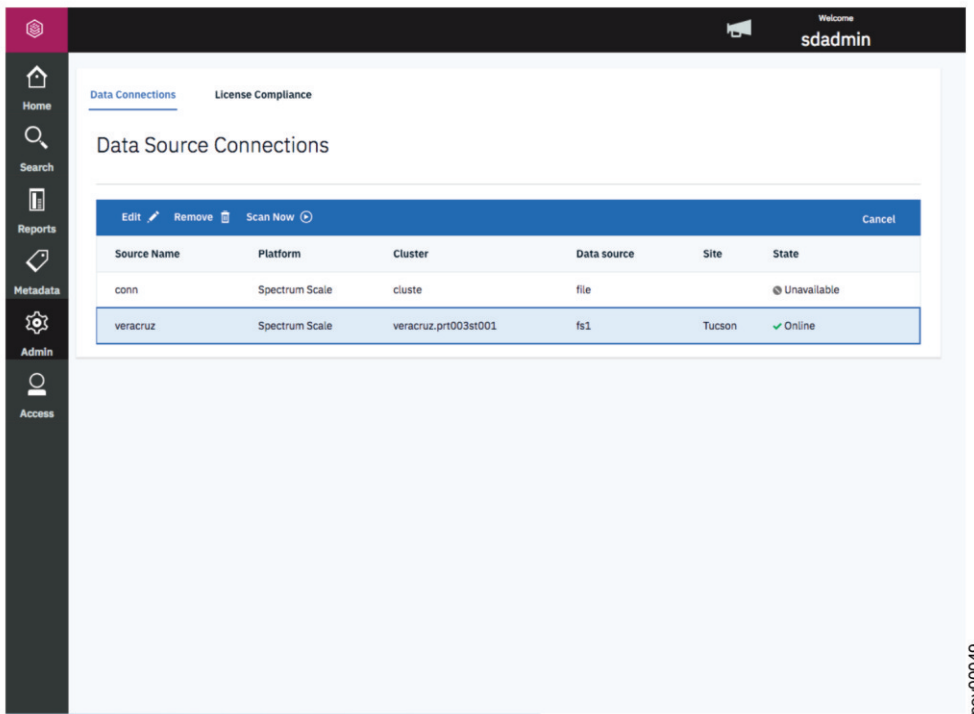 Welcome
sdadmin
Home
Search
Reports
Metadata
Admin
Access
Data Connections License Compliance
Data Source Connections
Edit Remove Scan Now Cancel
Source Name Platform Cluster Data source Site State
conn Spectrum Scale cluste file Unavailable
veracruz Spectrum Scale veracruz.prt003st001 fs1 Tucson Online